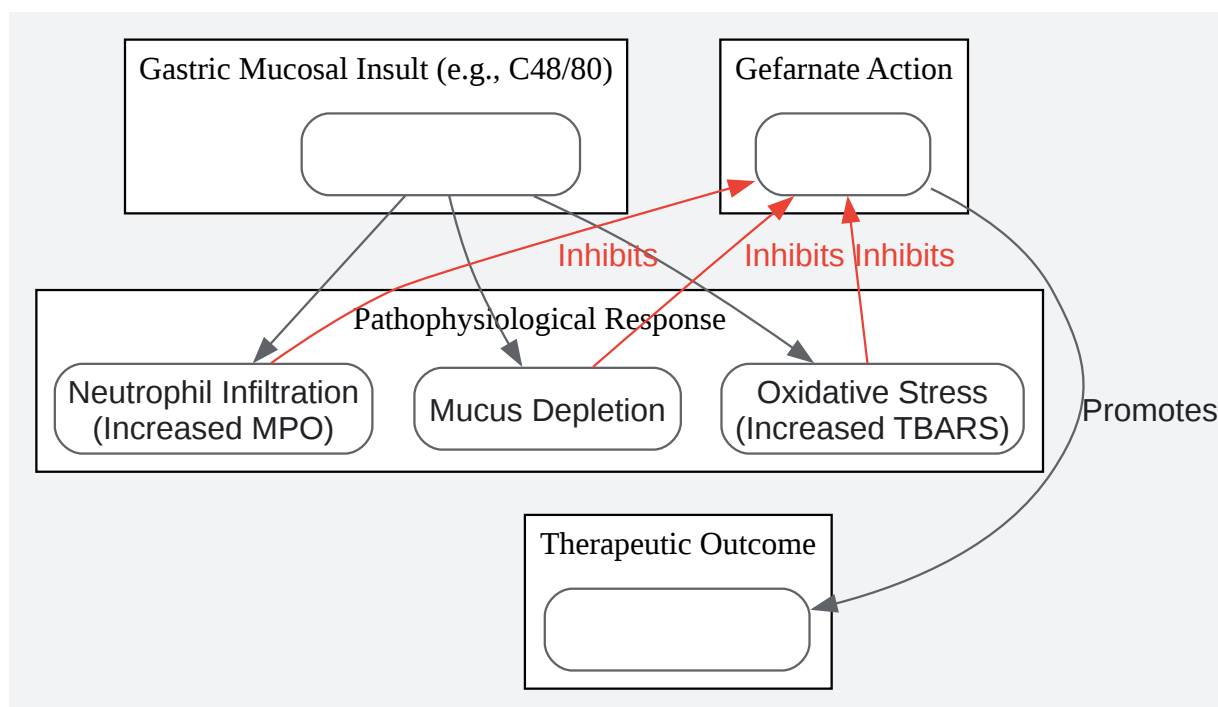 Gastric Mucosal Insult (e.g., C48/80)
Gefarnate Action
Inhibits
Inhibits
Inhibits
Pathophysiological Response
Neutrophil Infiltration
(Increased MPO)
Mucus Depletion
Oxidative Stress
(Increased TBARS)
Promotes
Therapeutic Outcome